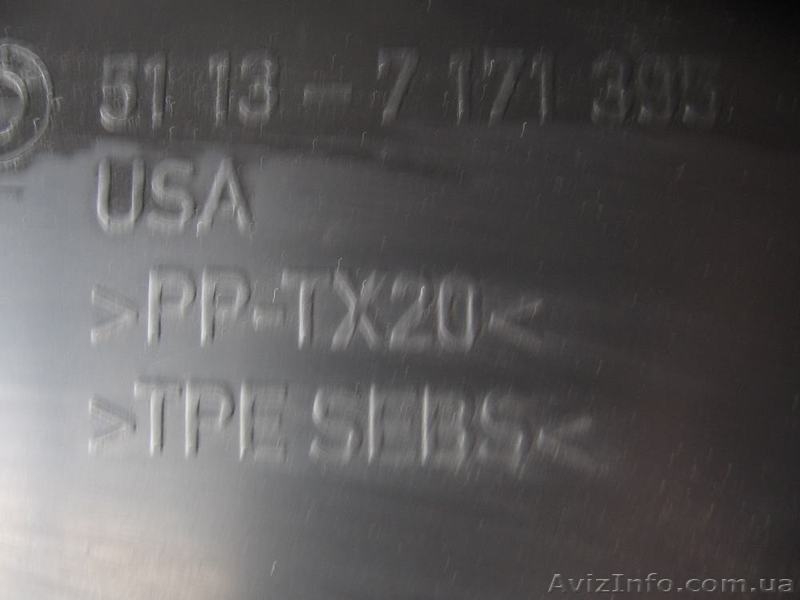 51 13 - 7 171 393
USA
>PP-TX20<
>TPE SEBS<
AvizInfo.com.ua